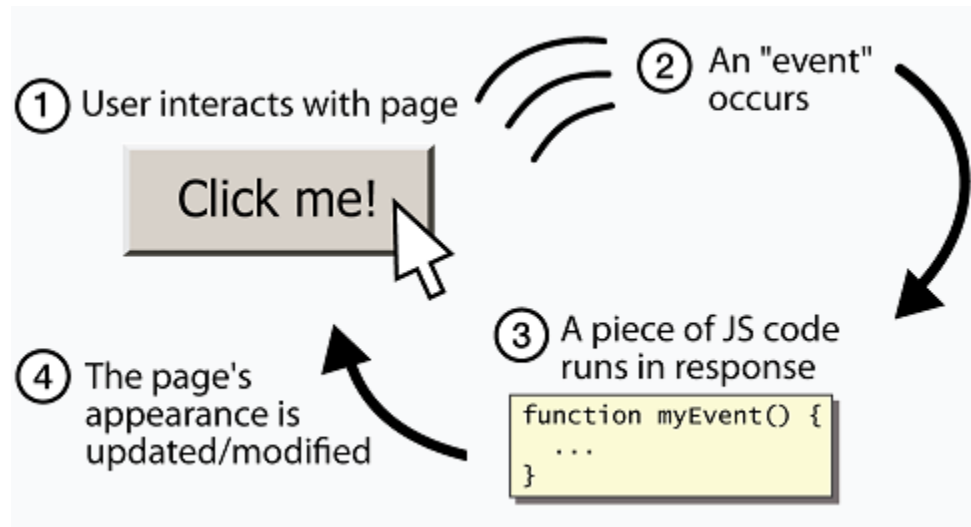 1 User interacts with page
Click me!
2 An "event"
occurs
3 A piece of JS code
runs in response
function myEvent() {
...
}
4 The page's
appearance is
updated/modified